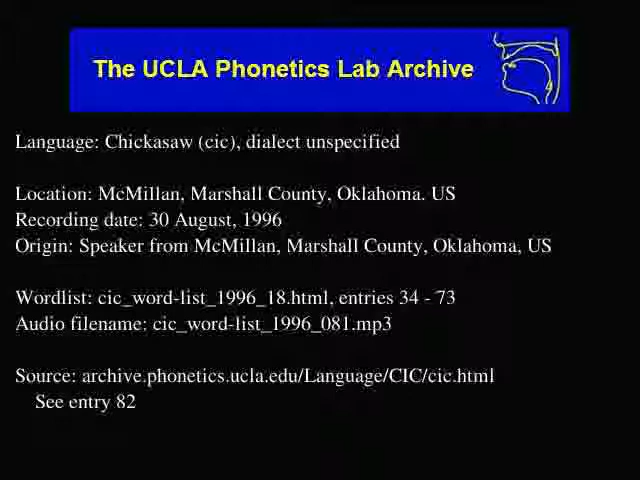 The UCLA Phonetics Lab Archive
Language: Chickasaw (cic), dialect unspecified
Location: McMillan, Marshall County, Oklahoma. US
Recording date: 30 August, 1996
Origin: Speaker from McMillan, Marshall County, Oklahoma, US
Wordlist: cic_word-list_1996_18.html, entries 34 - 73
Audio filename: cic_word-list_1996_081.mp3
Source: archive.phonetics.ucla.edu/Language/CIC/cic.html
See entry 82